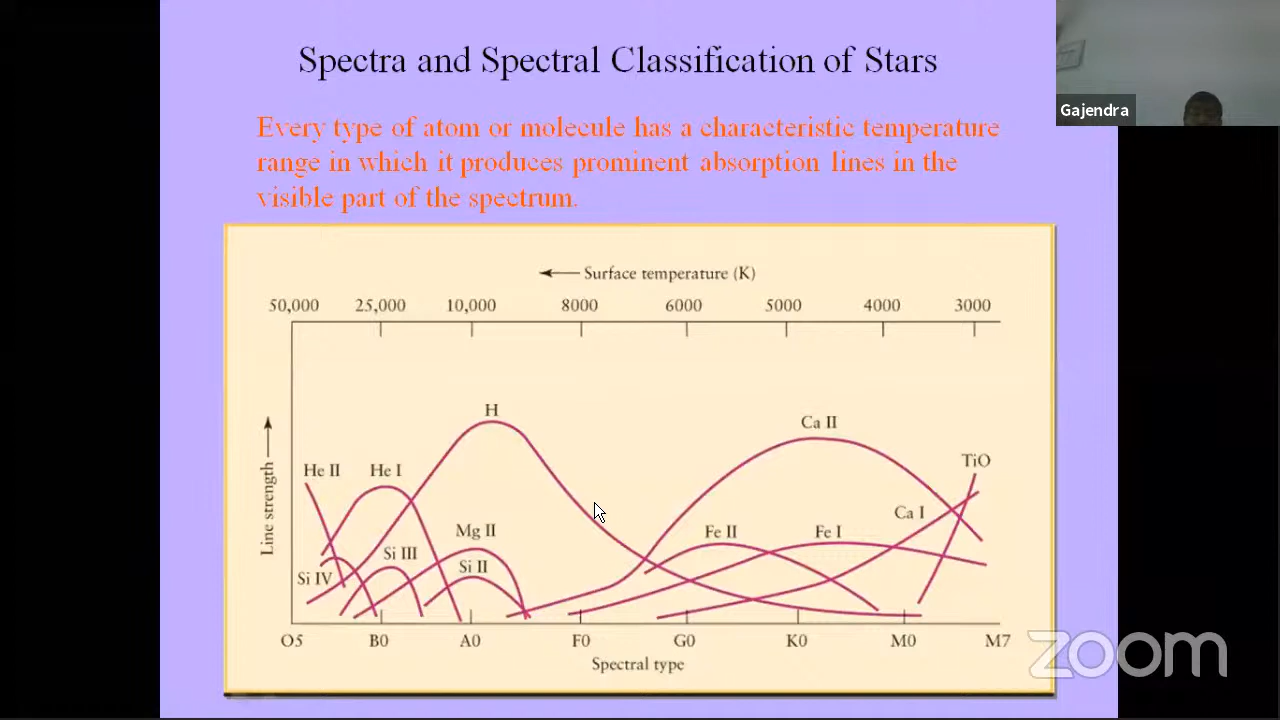 Spectra and Spectral Classification of Stars
Gajendra
Every type of atom or molecule has a characteristic temperature
range in which it produces prominent absorption lines in the
visible part of the spectrum.
Surface temperature (K)
50,000 25,000 10,000 8000 6000 5000 4000 3000
H
Ca II
TiO
He II He I
Ca I
Mg II Fe II Fe I
Si III
Si II
Si IV
Line strength
O5 B0 A0 F0 G0 K0 M0 M7
Spectral type
zoom